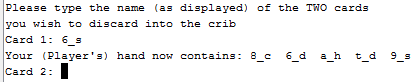 Please type the name (as displayed) of the TWO cards
you wish to discard into the crib
Card 1: 6_s
Your (Player's) hand now contains: 8_c  6_d  a_h  t_d  9_s
Card 2: